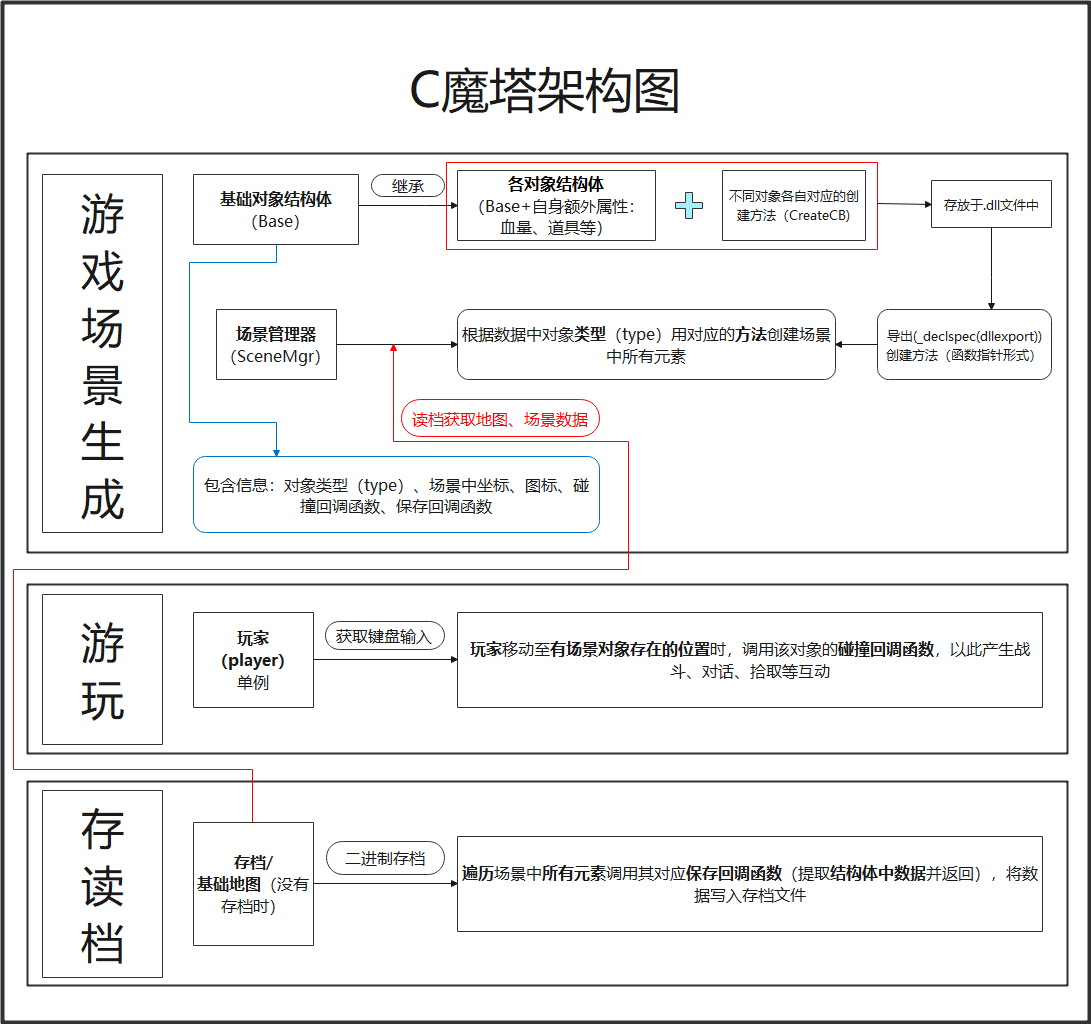 C魔塔架构图
游
戏
场
景
生
成
基础对象结构体
（Base）
继承
各对象结构体
（Base+自身额外属性：
血量、道具等）
不同对象各自对应的创
建方法（CreateCB)
存放于.dll文件中
场景管理器
（SceneMgr）
根据数据中对象类型（type）用对应的方法创建场景
中所有元素
导出(_declspec(dllexport))
创建方法（函数指针形式）
读档获取地图、场景数据
包含信息：对象类型（type）、场景中坐标、图标、碰
撞回调函数、保存回调函数
游
玩
玩家
（player）
单例
获取键盘输入
玩家移动至有场景对象存在的位置时，调用该对象的碰撞回调函数，以此产生战
斗、对话、拾取等互动
存
读
档
存档/
基础地图（没有
存档时）
二进制存档
遍历场景中所有元素调用其对应保存回调函数（提取结构体中数据并返回），将数
据写入存档文件